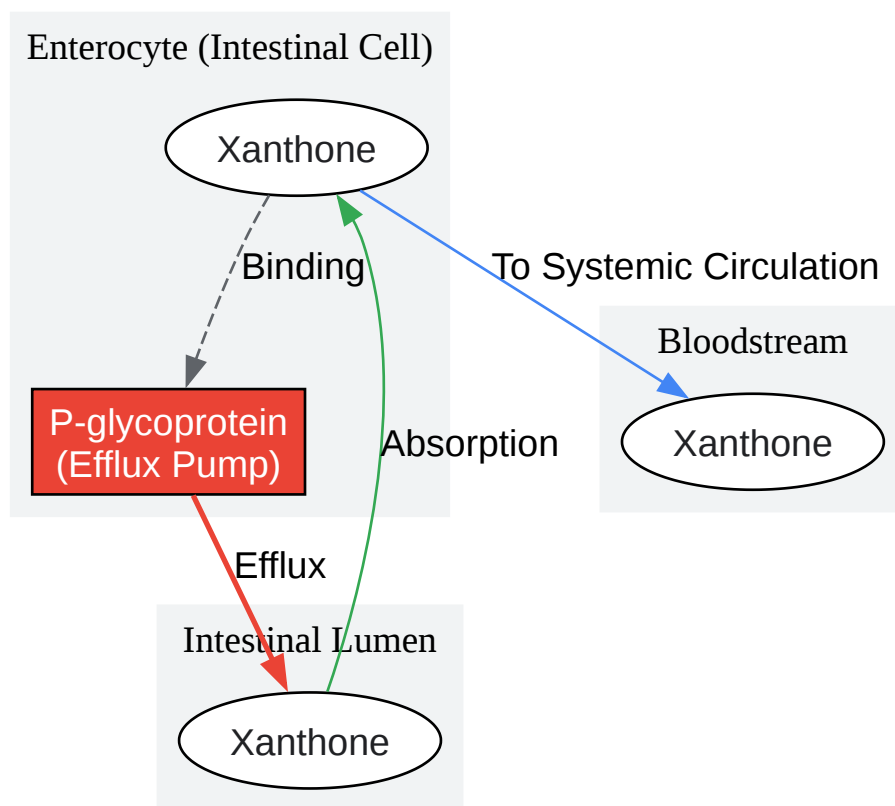 Enterocyte (Intestinal Cell)
Xanthone
Binding
To Systemic Circulation
Bloodstream
Xanthone
P-glycoprotein
(Efflux Pump)
Absorption
Efflux
Intestinal Lumen
Xanthone